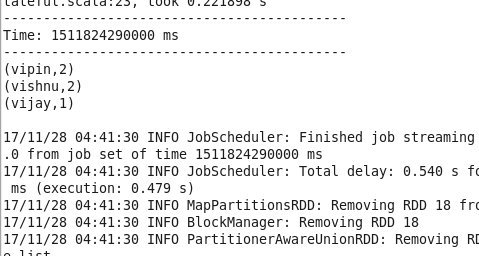 lateful.scala:23, took 0.221898 s
-------------------------------------------
Time: 1511824290000 ms
-------------------------------------------
(vipin,2)
(vishnu,2)
(vijay,1)
17/11/28 04:41:30 INFO JobScheduler: Finished job streaming
.0 from job set of time 1511824290000 ms
17/11/28 04:41:30 INFO JobScheduler: Total delay: 0.540 s fo
ms (execution: 0.479 s)
17/11/28 04:41:30 INFO MapPartitionsRDD: Removing RDD 18 fro
17/11/28 04:41:30 INFO BlockManager: Removing RDD 18
17/11/28 04:41:30 INFO PartitionerAwareUnionRDD: Removing RD
e list